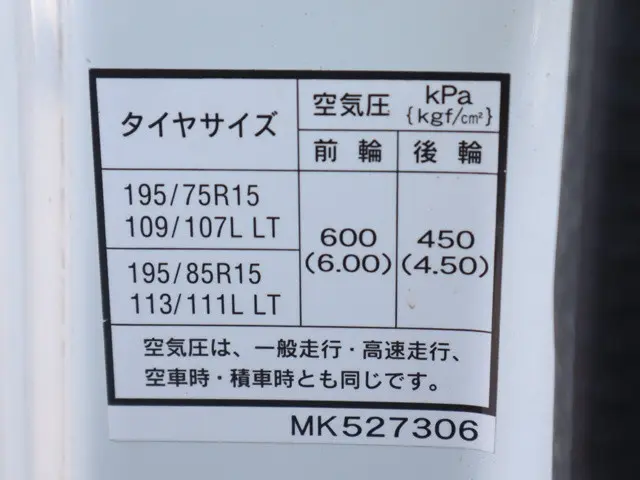 タイヤサイズ
空気圧 kPa
{kgf/cm²}
前輪 後輪
195/75R15
109/107L LT
600 450
(6.00) (4.50)
195/85R15
113/111L LT
空気圧は、一般走行・高速走行、
空車時・積車時とも同じです。
MK527306